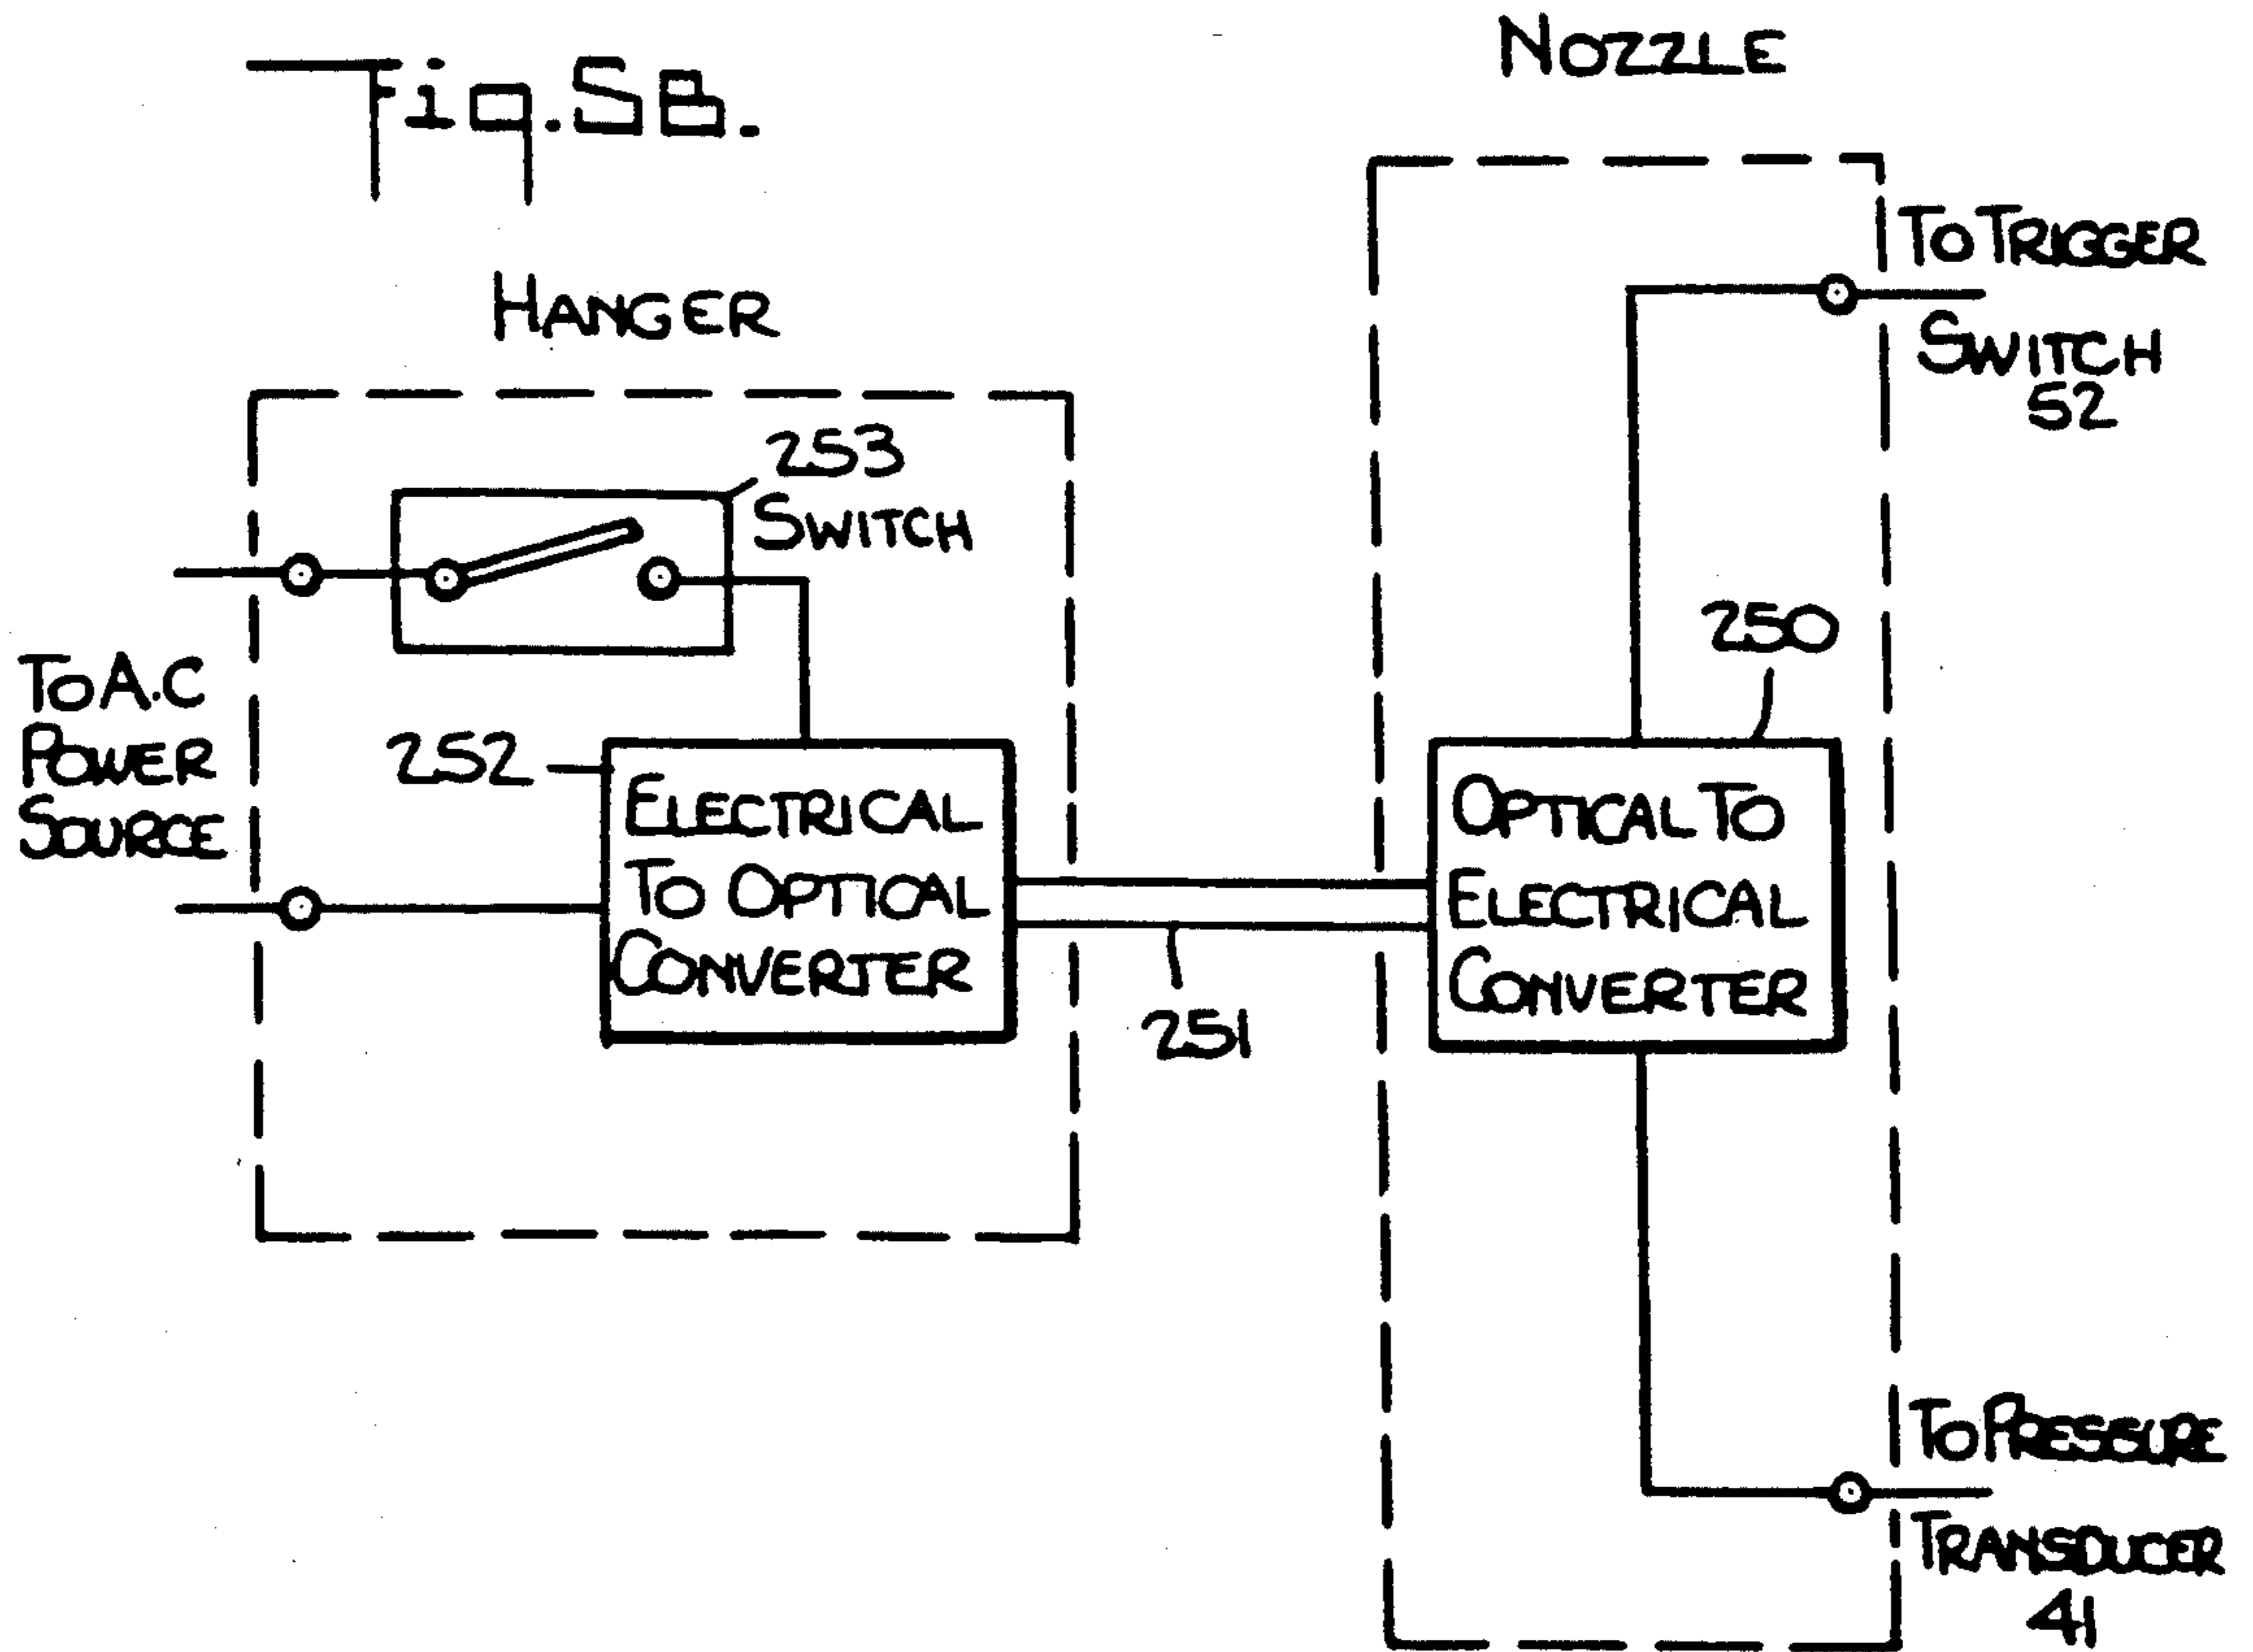 Fig.5B.
NOZZLE
HANGER
TO TRIGGER
SWITCH
52
253
SWITCH
250
TO A.C
POWER
SOURCE
252
ELECTRICAL
TO OPTICAL
CONVERTER
OPTICAL TO
ELECTRICAL
CONVERTER
251
TO PRESSURE
TRANSDUCER
41